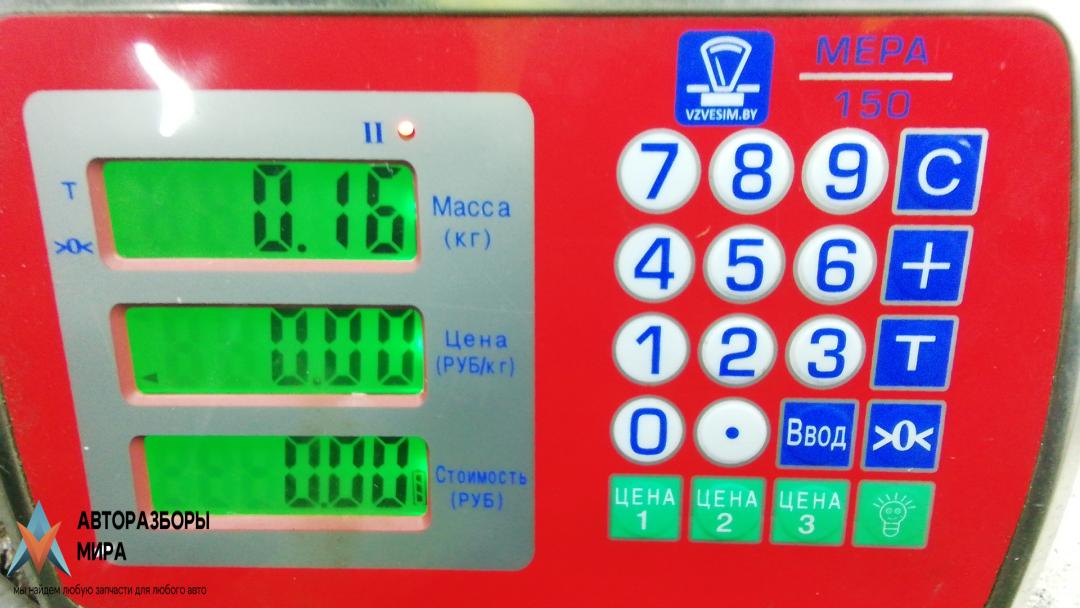 II
T
>0<
0.16
Масса
(кг)
0.00
Цена
(РУБ/кг)
0.00
Стоимость
(РУБ)
VZVESIM.BY
МЕРА
150
7 8 9 C
4 5 6 +
1 2 3 T
0 . Ввод >0<
ЦЕНА 1
ЦЕНА 2
ЦЕНА 3
АВТОРАЗБОРЫ
МИРА
мы найдем любую запчасти для любого авто